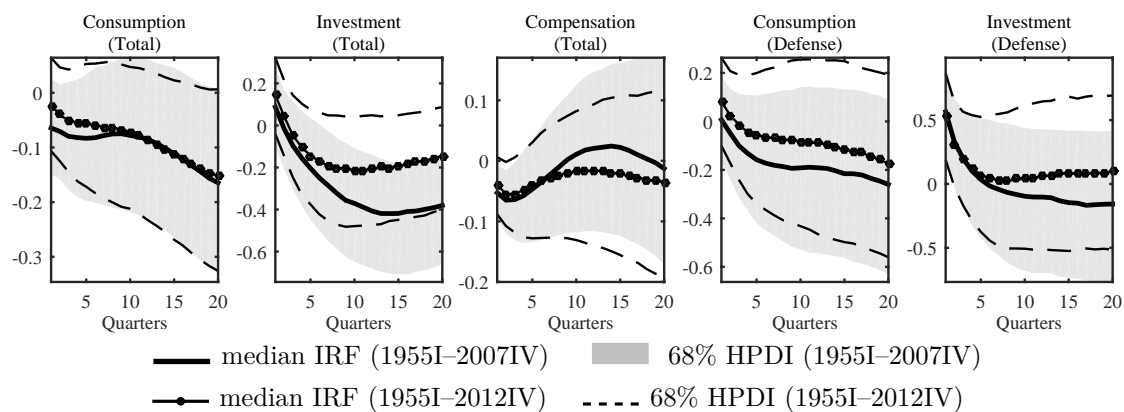 Consumption
(Total)
Investment
(Total)
Compensation
(Total)
Consumption
(Defense)
Investment
(Defense)
0
-0.1
-0.2
-0.3
5 10 15 20
Quarters
0.2
0
-0.2
-0.4
-0.6
5 10 15 20
Quarters
0.1
0
-0.1
-0.2
5 10 15 20
Quarters
0.2
0
-0.2
-0.4
-0.6
5 10 15 20
Quarters
0.5
0
-0.5
5 10 15 20
Quarters
median IRF (1955I–2007IV)
68% HPDI (1955I–2007IV)
median IRF (1955I–2012IV)
68% HPDI (1955I–2012IV)